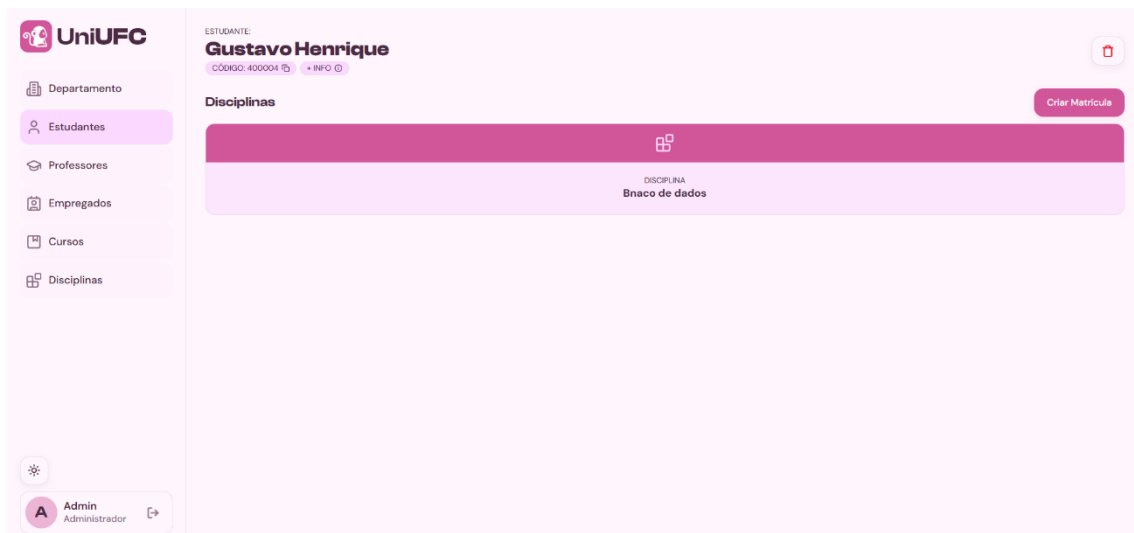 UniUFC
Departamento
Estudantes
Professores
Empregados
Cursos
Disciplinas
A
Admin
Administrador
ESTUDANTE:
Gustavo Henrique
CÓDIGO: 400004
+ INFO
Disciplinas
Criar Matrícula
DISCIPLINA
Bnaco de dados